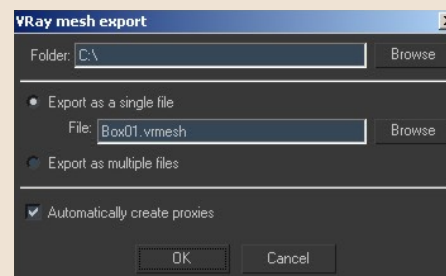 VRay mesh export
Folder: C:\ Browse
Export as a single file
File: Box01.vrmesh Browse
Export as multiple files
Automatically create proxies
OK Cancel